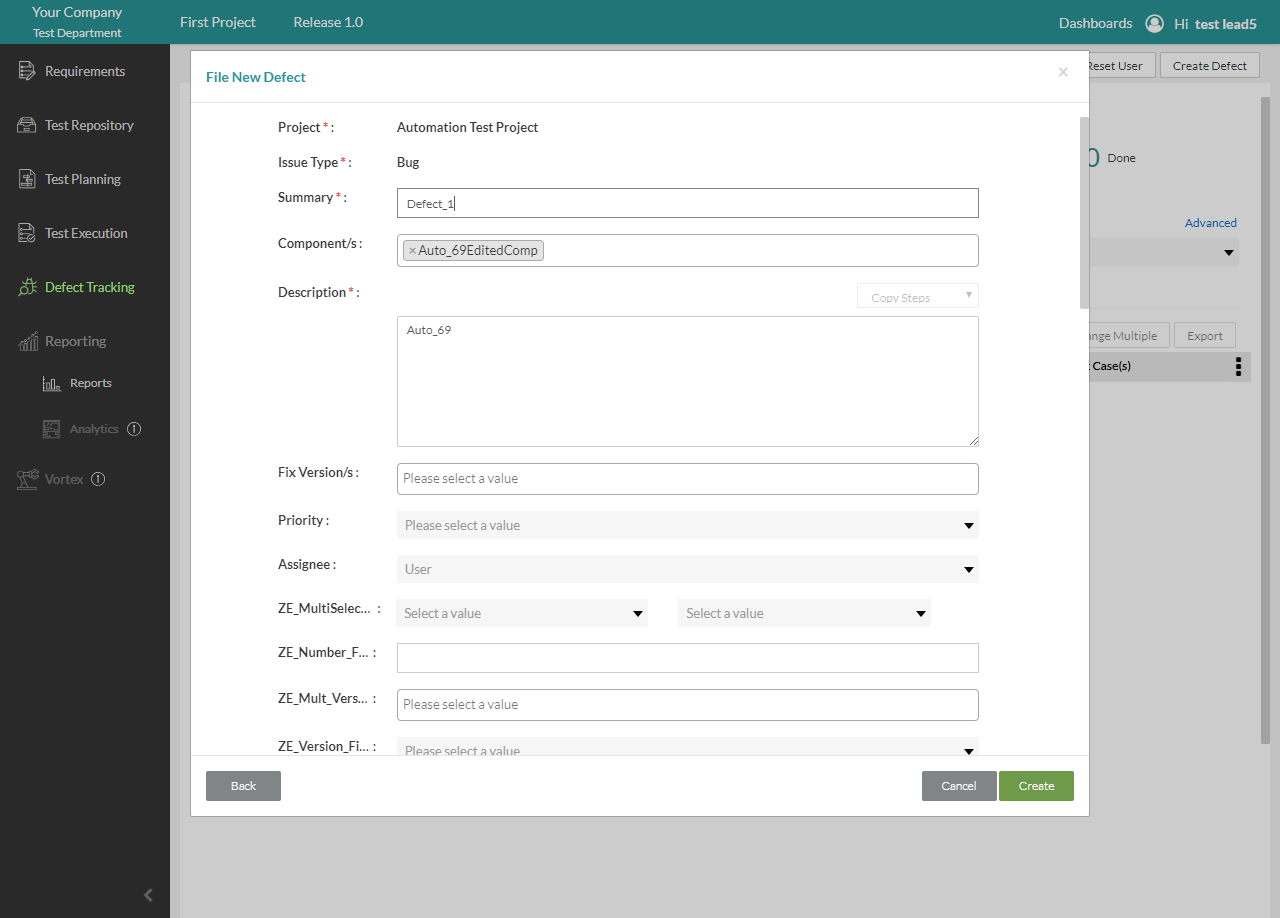 Your Company
Test Department
First Project
Release 1.0
Dashboards
Hi test lead5
Requirements
Test Repository
Test Planning
Test Execution
Defect Tracking
Reporting
Reports
Analytics
Vortex
Reset User
Create Defect
0 Done
Advanced
Export
Multiple
Case(s)
File New Defect
×
Project * :
Automation Test Project
Issue Type * :
Bug
Summary * :
Defect_1
Component/s :
× Auto_69EditedComp
Description * :
Copy Steps
Auto_69
Fix Version/s :
Please select a value
Priority :
Please select a value
Assignee :
User
ZE_MultiSelec... :
Select a value
Select a value
ZE_Number_F... :
ZE_Mult_Vers... :
Please select a value
ZE_Version_Fi... :
Please select a value
Back
Cancel
Create